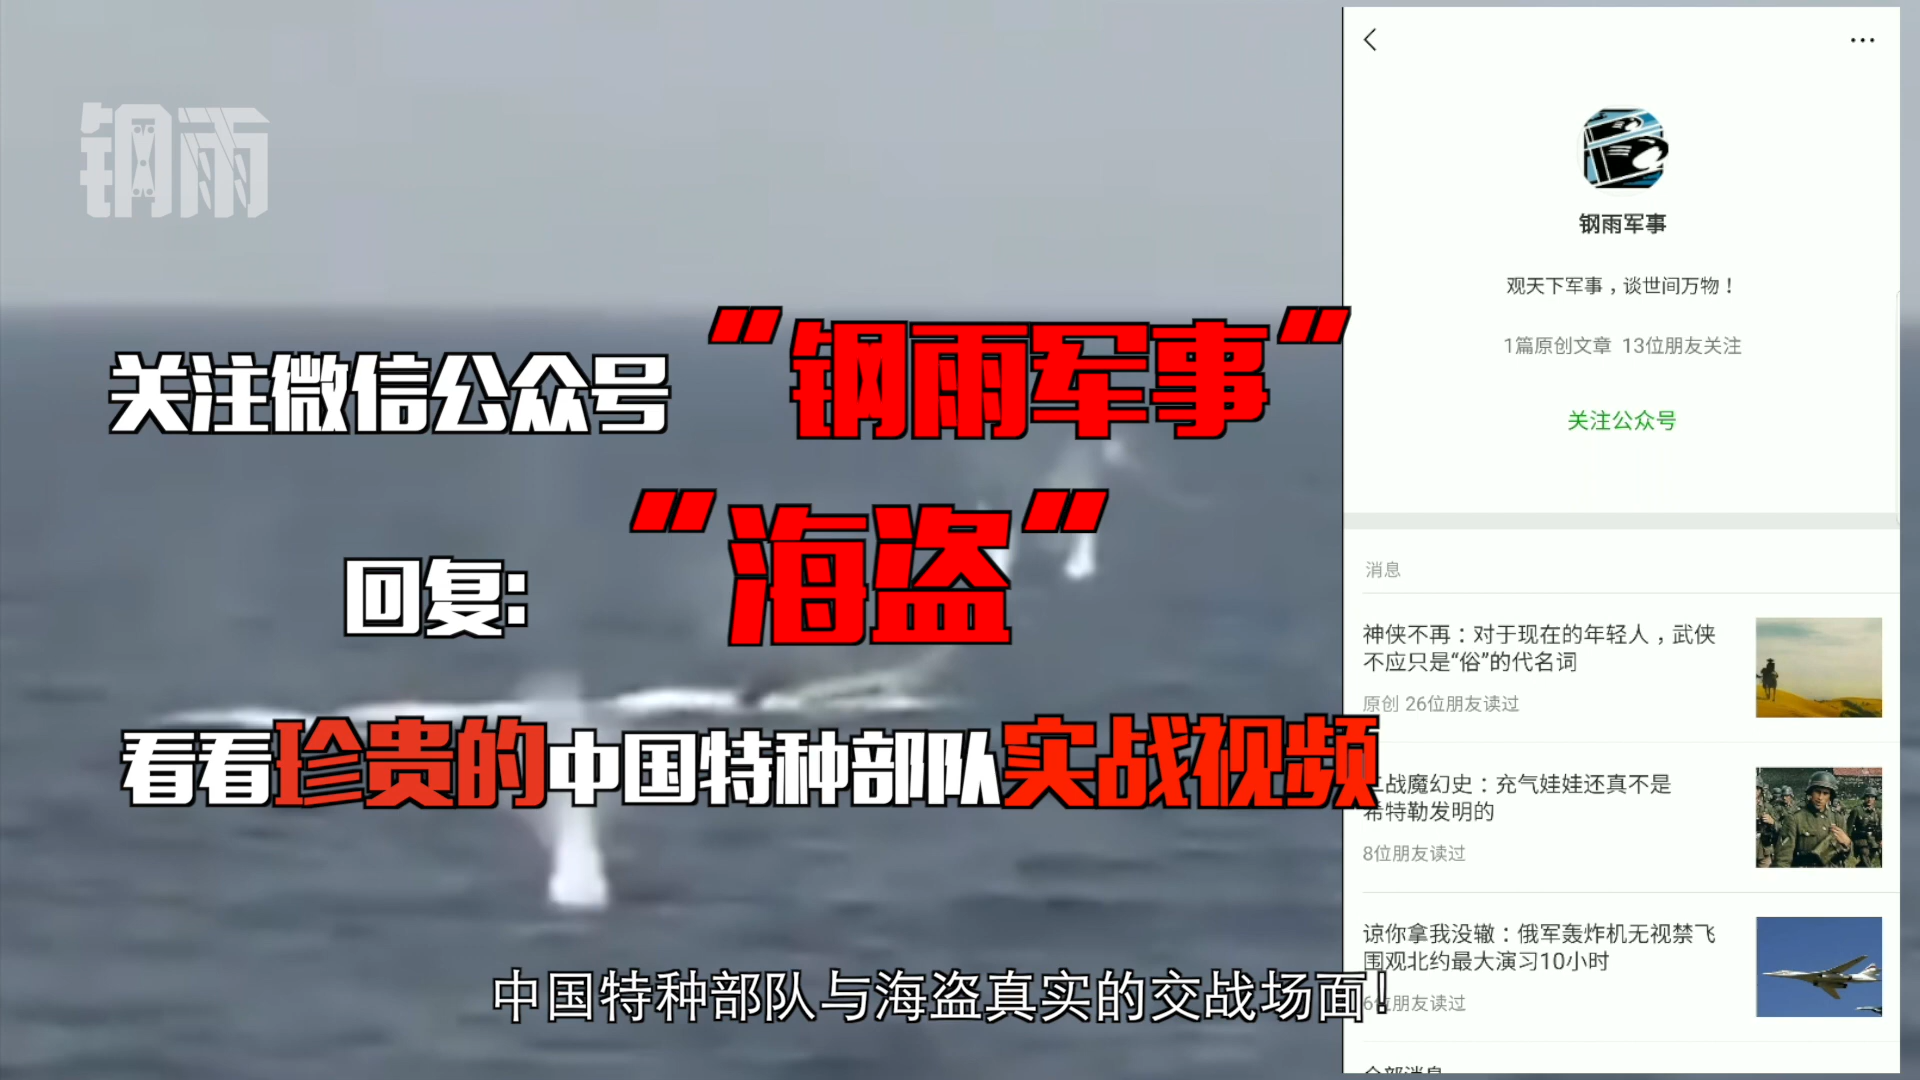 钢雨
关注微信公众号“钢雨军事”
回复：“海盗”
看看珍贵的中国特种部队实战视频
中国特种部队与海盗真实的交战场面！
钢雨军事
观天下军事，谈世间万物！
1篇原创文章 13位朋友关注
关注公众号
消息
神侠不再：对于现在的年轻人，武侠
不应只是“俗”的代名词
原创 26位朋友读过
战魔幻史：充气娃娃还真不是
希特勒发明的
8位朋友读过
谅你拿我没辙：俄军轰炸机无视禁飞
围观北约最大演习10小时
6位朋友读过
全部消息